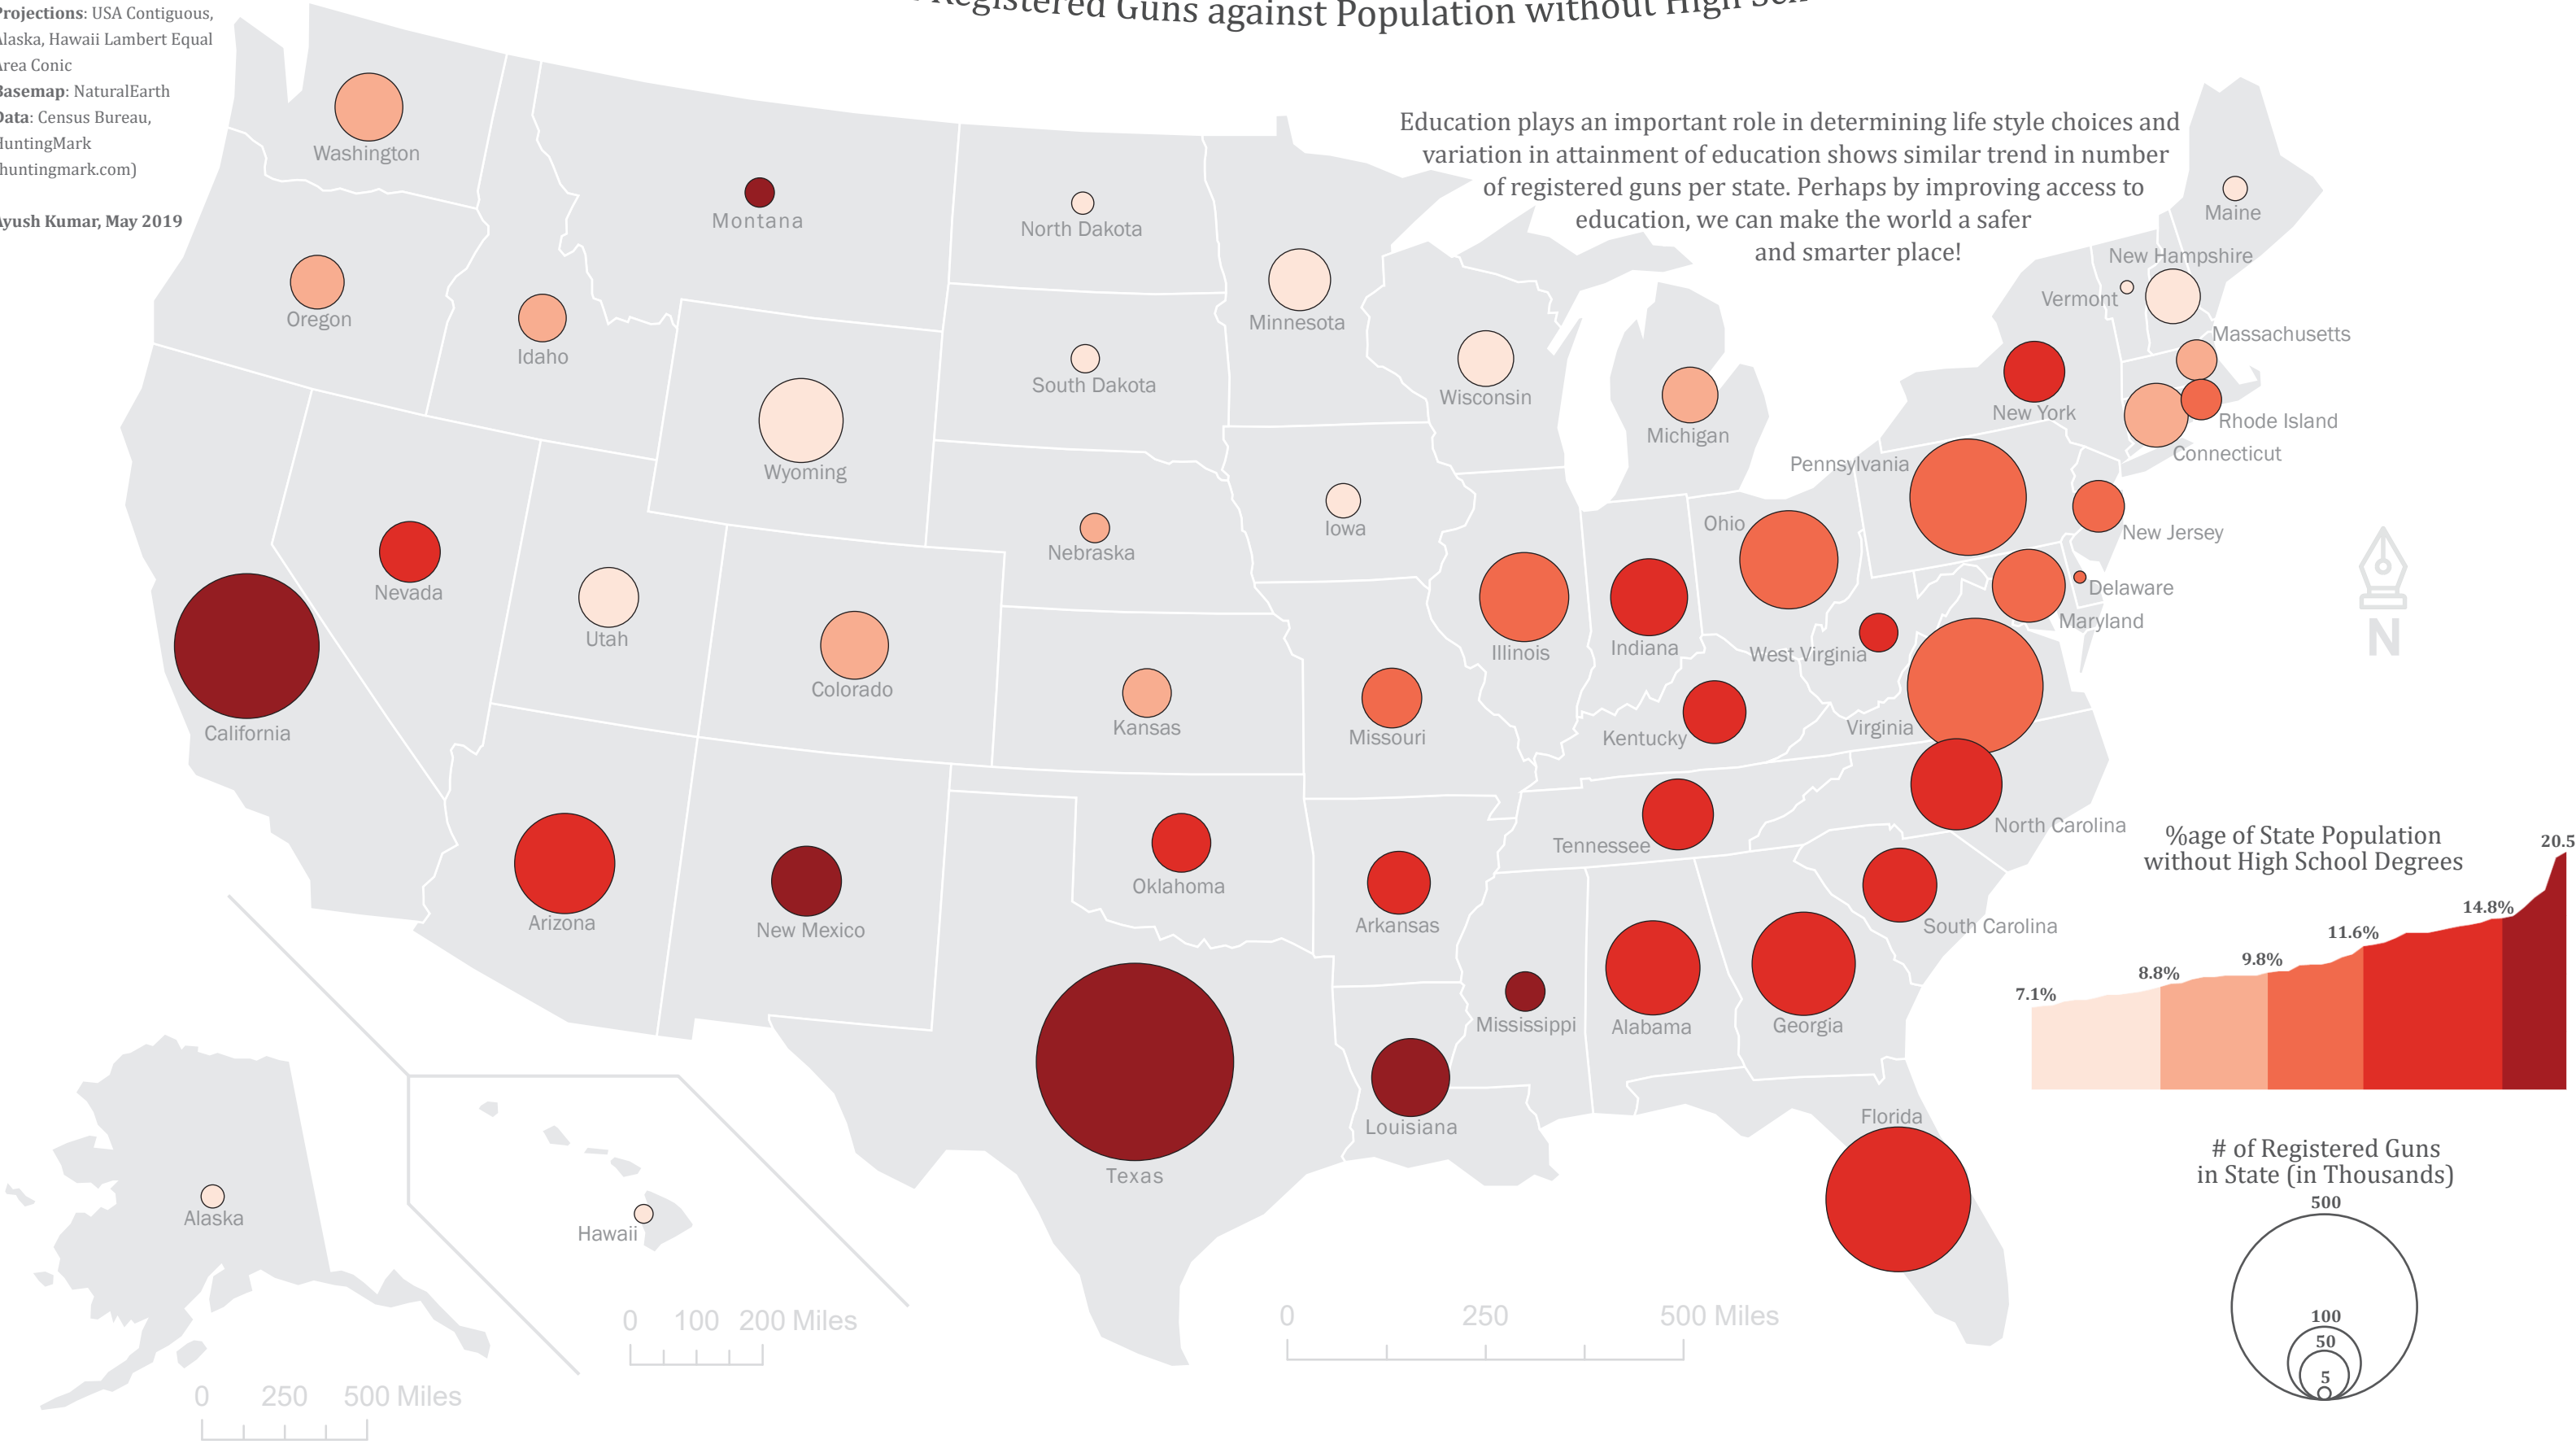 Registered Guns against Population without High
Projections: USA Contiguous,
Alaska, Hawaii Lambert Equal
Area Conic
Basemap: NaturalEarth
Data: Census Bureau,
HuntingMark
huntingmark.com)
Ayush Kumar, May 2019
Education plays an important role in determining life style choices and
variation in attainment of education shows similar trend in number
of registered guns per state. Perhaps by improving access to
education, we can make the world a safer
and smarter place!
Washington
Montana
North Dakota
Minnesota
Maine
New Hampshire
Vermont
Massachusetts
Oregon
Idaho
South Dakota
Wisconsin
Michigan
New York
Rhode Island
Connecticut
Wyoming
Pennsylvania
Iowa
Ohio
New Jersey
Nebraska
Nevada
Delaware
Utah
Maryland
Illinois
Indiana
West Virginia
N
Colorado
California
Kansas
Missouri
Kentucky
Virginia
North Carolina
Tennessee
Oklahoma
Arizona
New Mexico
Arkansas
South Carolina
Mississippi
Alabama
Georgia
Louisiana
Texas
Florida
Alaska
Hawaii
%age of State Population
without High School Degrees
20.5
14.8%
11.6%
9.8%
8.8%
7.1%
# of Registered Guns
in State (in Thousands)
500
100
50
5
0 100 200 Miles
0 250 500 Miles
0 250 500 Miles